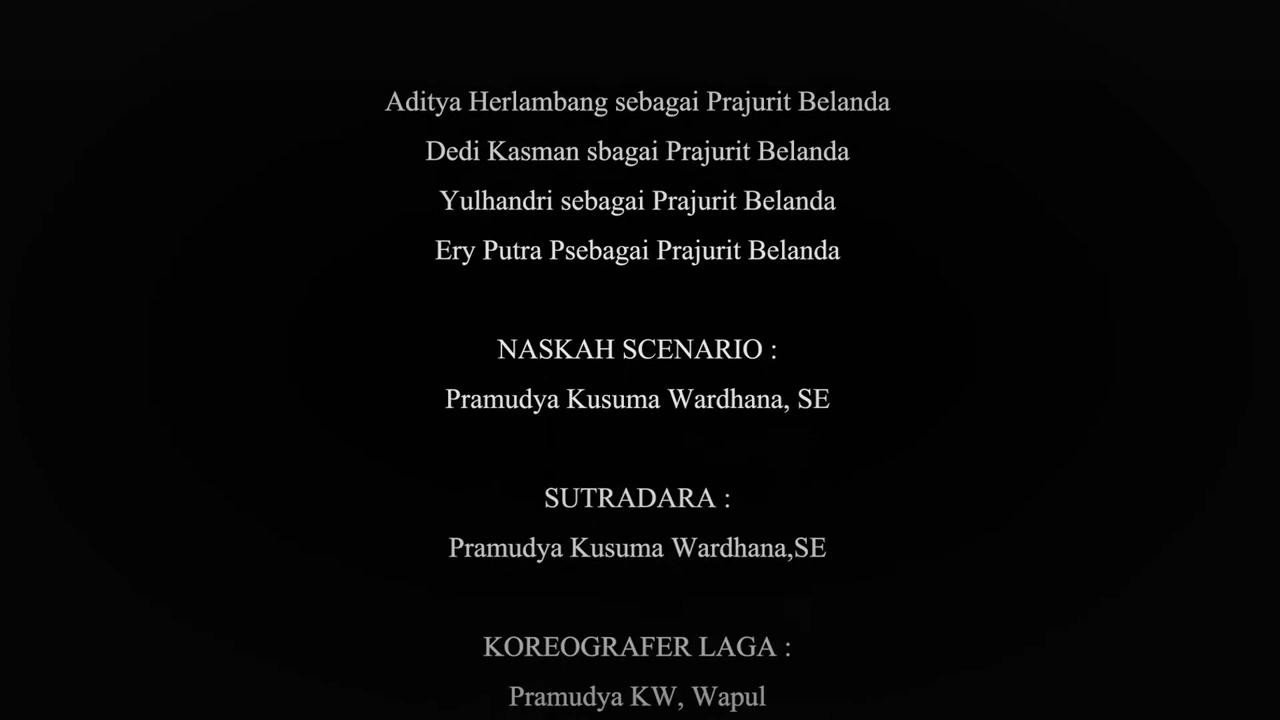 Aditya Herlambang sebagai Prajurit Belanda
Dedi Kasman sbagai Prajurit Belanda
Yulhandri sebagai Prajurit Belanda
Ery Putra Psebagai Prajurit Belanda
NASKAH SCENARIO :
Pramudya Kusuma Wardhana, SE
SUTRADARA :
Pramudya Kusuma Wardhana,SE
KOREOGRAFER LAGA :
Pramudya KW, Wapul